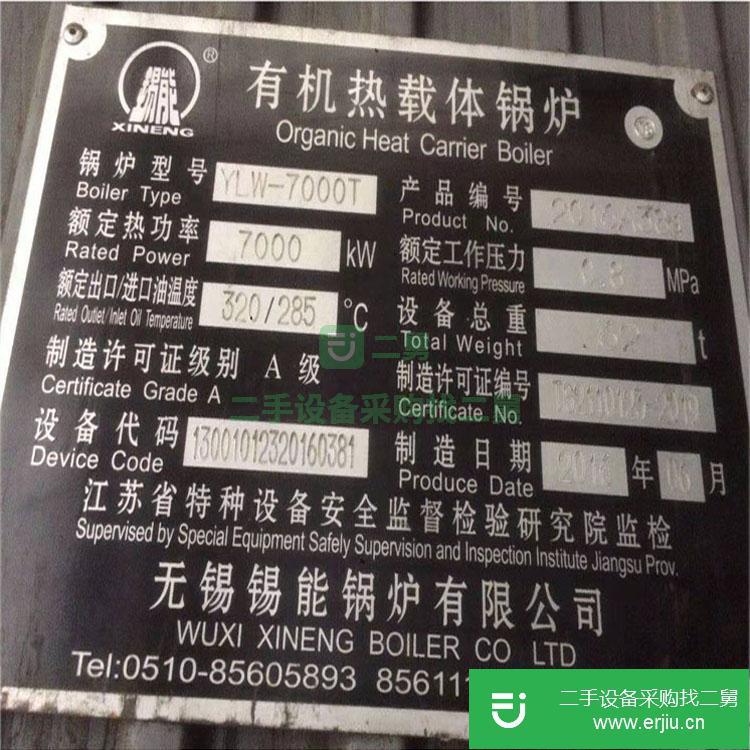 锡能
XINENG
®
有机热载体锅炉
Organic Heat Carrier Boiler
锅炉型号 YLW-7000T
Boiler Type
产品编号
Product No.
额定热功率 7000 kW
Rated Power
额定工作压力 0.8 MPa
Rated Working Pressure
额定出口/进口油温度 320/285 °C
Rated Outlet/Inlet Oil Temperature
设备总重 t
Total Weight
制造许可证级别 A 级
Certificate Grade A
制造许可证编号
Certificate No.
设备代码 13001012320160381
Device Code
制造日期 2016 年 06 月
Produce Date
江苏省特种设备安全监督检验研究院监检
Supervised by Special Equipment Safely Supervision and Inspection Institute Jiangsu Prov.
无锡锡能锅炉有限公司
WUXI XINENG BOILER CO LTD
Tel:0510-85605893 85611
二舅
二手设备采购找二舅
二手设备采购找二舅
www.erjiu.cn